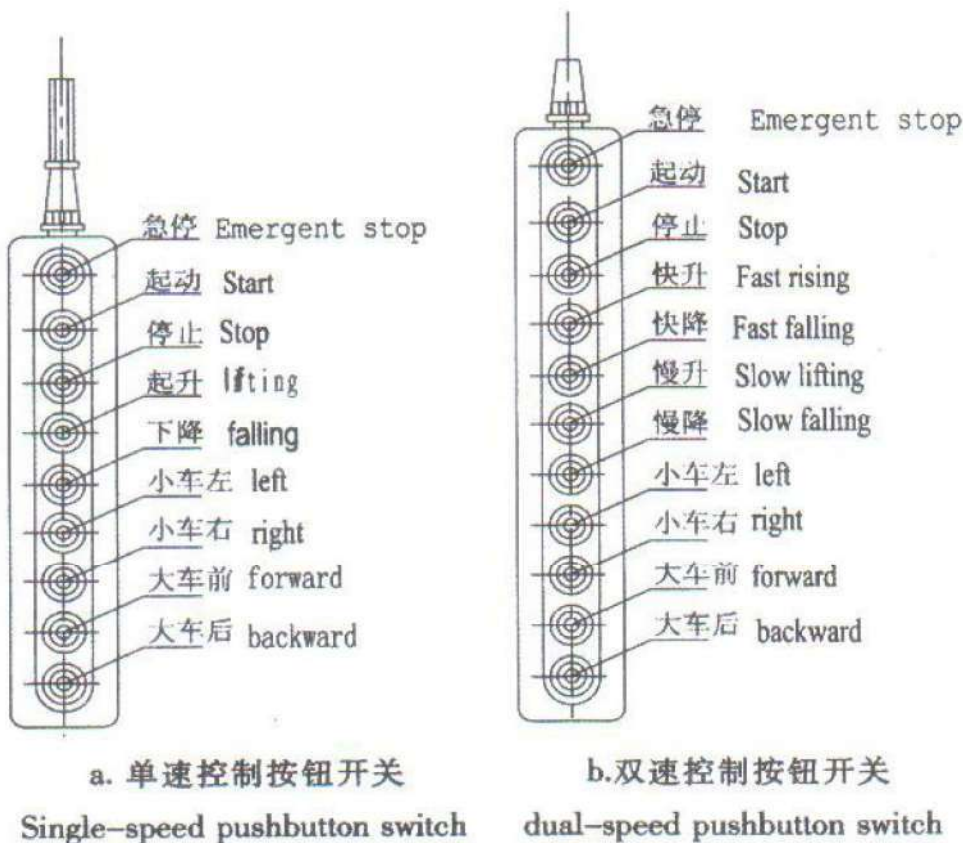 急停 Emergent stop
起动 Start
停止 Stop
起升 lifting
下降 falling
小车左 left
小车右 right
大车前 forward
大车后 backward
a. 单速控制按钮开关
Single-speed pushbutton switch
急停 Emergent stop
起动 Start
停止 Stop
快升 Fast rising
快降 Fast falling
慢升 Slow lifting
慢降 Slow falling
小车左 left
小车右 right
大车前 forward
大车后 backward
b.双速控制按钮开关
dual-speed pushbutton switch